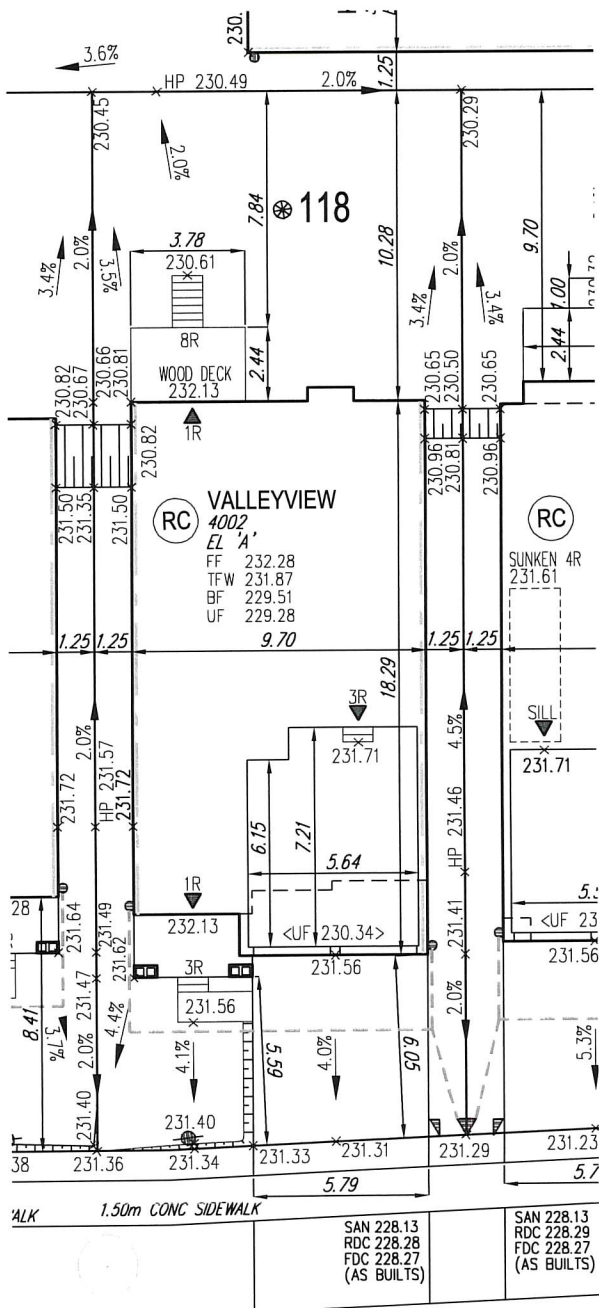 230.
1.25
3.6%
HP 230.49
2.0%
230.45
230.29
2.0%
7.84
118
10.28
9.70
3.78
230.61
3.4%
2.0%
3.5%
3.4%
2.0%
3.4%
1.00
8R
2.44
2.44
WOOD DECK
232.13
230.82
230.67
230.66
230.81
230.65
230.50
230.65
1R
230.82
230.96
230.81
230.96
231.50
231.35
231.50
RC
VALLEYVIEW
4002
EL 'A'
FF 232.28
TFW 231.87
BF 229.51
UF 229.28
RC
SUNKEN 4R
231.61
1.25
1.25
9.70
1.25
1.25
18.29
3R
231.71
SILL
231.71
2.0%
4.5%
231.72
HP 231.57
231.72
6.15
7.21
5.64
HP 231.46
1R
232.13
<UF 230.34>
231.56
231.41
<UF 23
28
231.64
231.49
231.62
3R
231.56
231.47
8.41
3.7%
2.0%
4.4%
4.1%
5.59
4.0%
6.05
2.0%
5.3%
231.40
231.40
38
231.36
231.34
231.33
231.31
231.29
231.23
5.79
5.7
ALK
1.50m CONC SIDEWALK
SAN 228.13
RDC 228.28
FDC 228.27
(AS BUILTS)
SAN 228.13
RDC 228.29
FDC 228.27
(AS BUILTS)